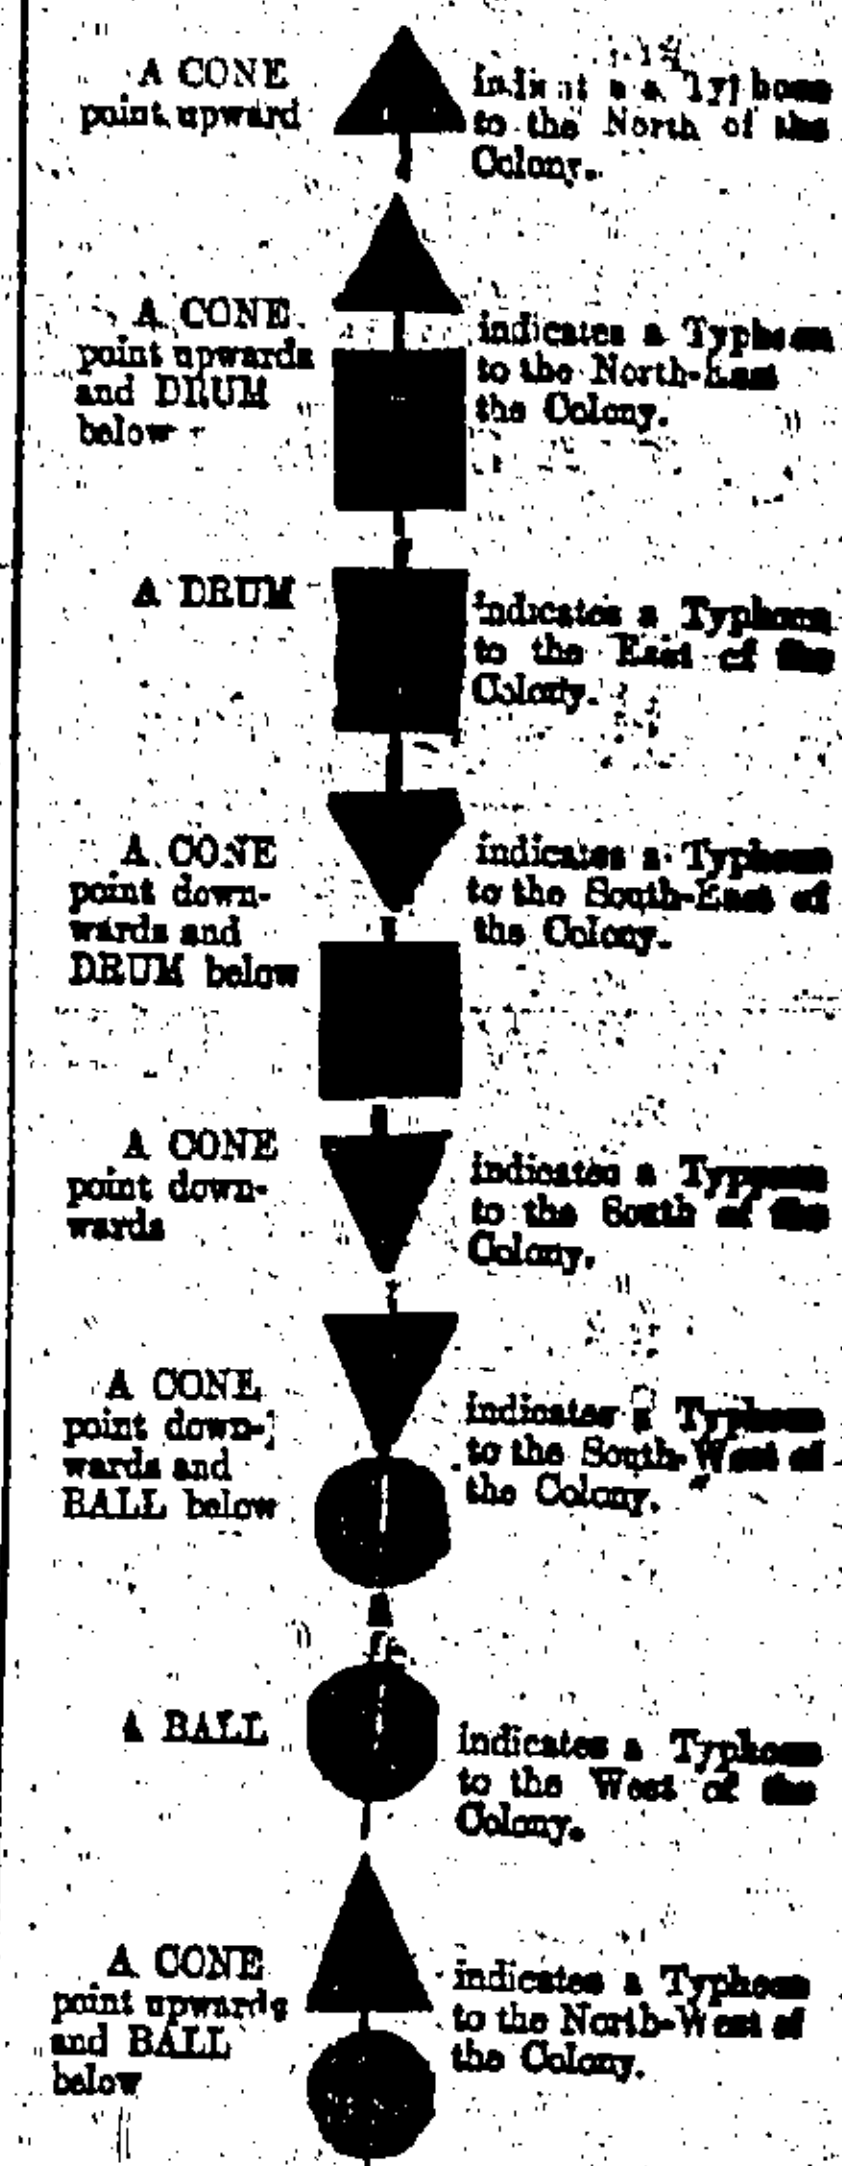 A CONE
point upward
indicates a Typhoon
to the North of the
Colony.
A CONE
point upwards
and DRUM
below
indicates a Typhoon
to the North-East
the Colony.
A DRUM
indicates a Typhoon
to the East of the
Colony.
A CONE
point down-
wards and
DRUM below
indicates a Typhoon
to the South-East of
the Colony.
A CONE
point down-
wards
indicates a Typhoon
to the South of the
Colony.
A CONE
point down-
wards and
BALL below
indicates a Typhoon
to the South-West of
the Colony.
A BALL
indicates a Typhoon
to the West of the
Colony.
A CONE
point upwards
and BALL
below
indicates a Typhoon
to the North-West of
the Colony.